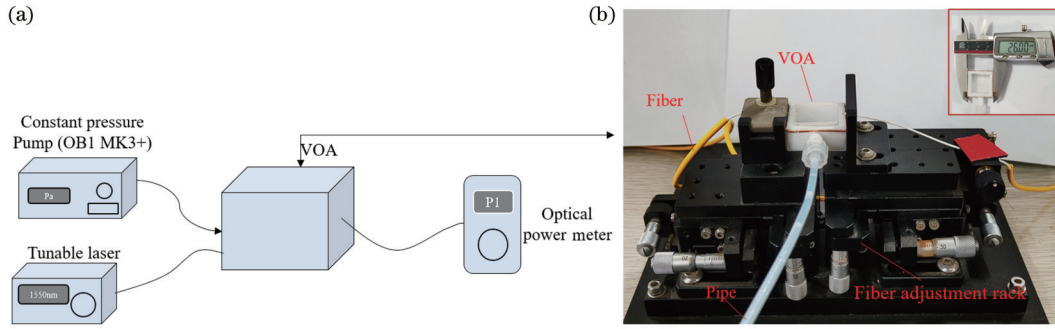 (a)
Constant pressure
Pump (OB1 MK3+)
Pa
Tunable laser
1550nm
VOA
P1
Optical
power meter
(b)
26.00
VOA
Fiber
Fiber adjustment rack
Pipe